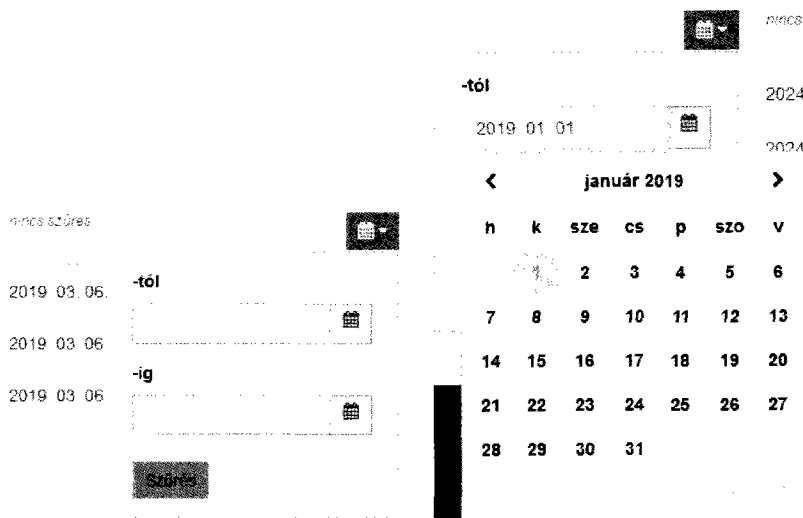 nincs szűrés
2019 03. 06.
2019 03 06
2019 03 06
-tól
-ig
Szűrés
nincs
2024
2024
-tól
2019 01 01
január 2019
h k sze cs p szo v
1 2 3 4 5 6
7 8 9 10 11 12 13
14 15 16 17 18 19 20
21 22 23 24 25 26 27
28 29 30 31